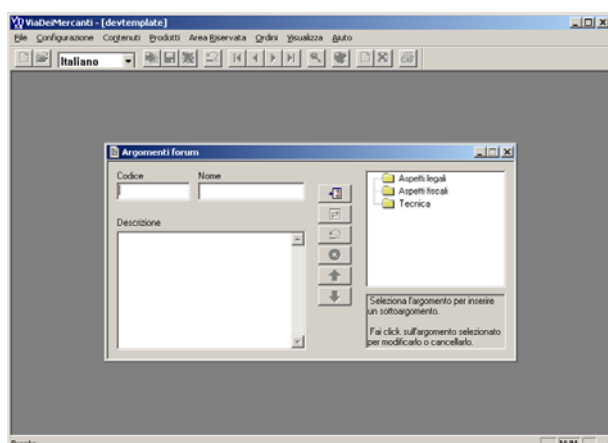 ViaDeiMercanti - [devtemplate]
File Configurazione Contenuti Prodotti Area Riservata Ordini Visualizza Aiuto
Italiano
Argomenti forum
Codice Nome
Descrizione
Aspetti legali
Aspetti fiscali
Tecnica
Seleziona l'argomento per inserire
un sottoargomento.
Fai click sull'argomento selezionato
per modificarlo o cancellarlo.
NUM